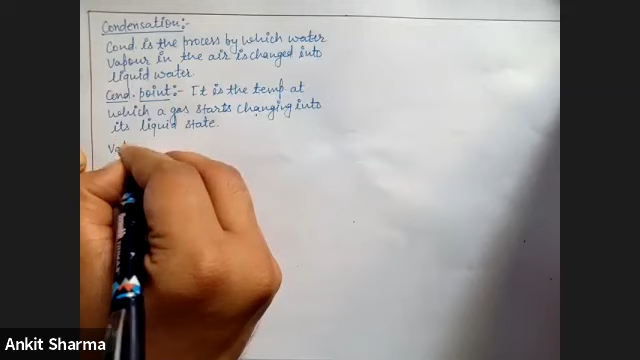 Condensation:-
Cond. is the process by which water
vapour in the air is changed into
liquid water.
Cond. point:- It is the temp at
which a gas starts changing into
its liquid state.
Va
Ankit Sharma